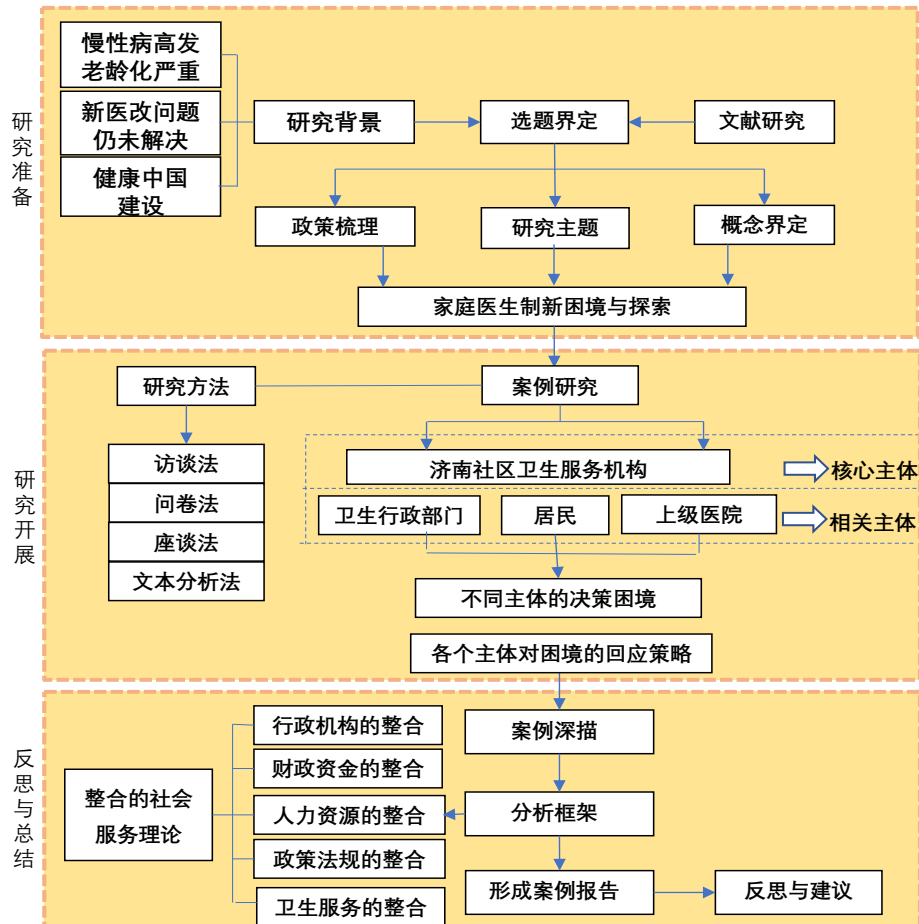 研究准备
慢性病高发
老龄化严重
新医改问题
仍未解决
健康中国
建设
研究背景
选题界定
文献研究
政策梳理
研究主题
概念界定
家庭医生制新困境与探索
研究开展
研究方法
案例研究
访谈法
问卷法
座谈法
文本分析法
济南社区卫生服务机构
核心主体
卫生行政部门
居民
上级医院
相关主体
不同主体的决策困境
各个主体对困境的回应策略
反思与总结
整合的社会
服务理论
行政机构的整合
财政资金的整合
人力资源的整合
政策法规的整合
卫生服务的整合
案例深描
分析框架
形成案例报告
反思与建议